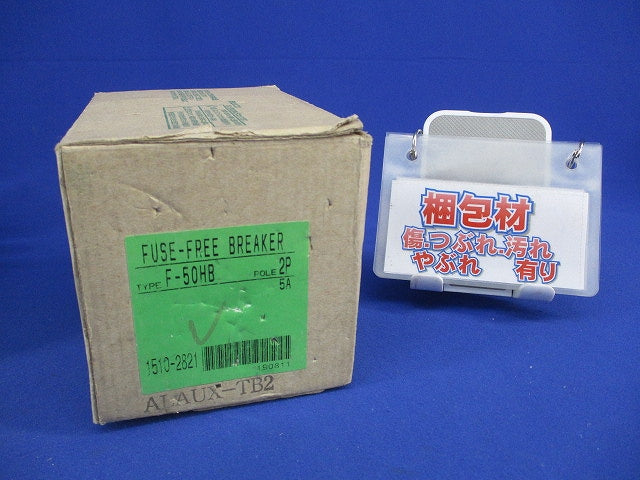 FUSE-FREE BREAKER
TYPE F-50HB POLE 2P
5A
1510-2821
190811
ALAUX-TB2
梱包材
傷・つぶれ・汚れ
やぶれ 有り